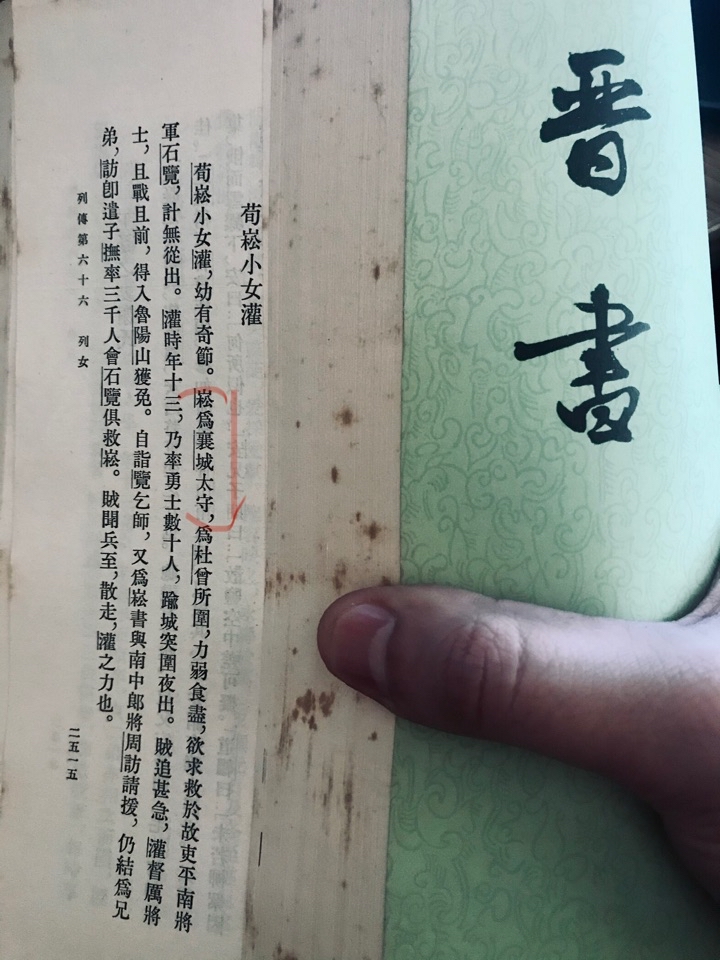 晋書
荀崧小女灌
荀崧小女灌，幼有奇節。崧爲襄城太守，爲杜曾所圍，力弱食盡，欲求救於故吏平南將
軍石覽，計無從出。灌時年十三，乃率勇士數十人，踰城突圍夜出。賊追甚急，灌督厲將
士，且戰且前，得入魯陽山獲免。自詣覽乞師，又爲崧書與南中郎將周訪請援，仍結爲兄
弟，訪卽遣子撫率三千人會石覽俱救崧。賊聞兵至，散走，灌之力也。
列傳第六十六　列女
二五一五